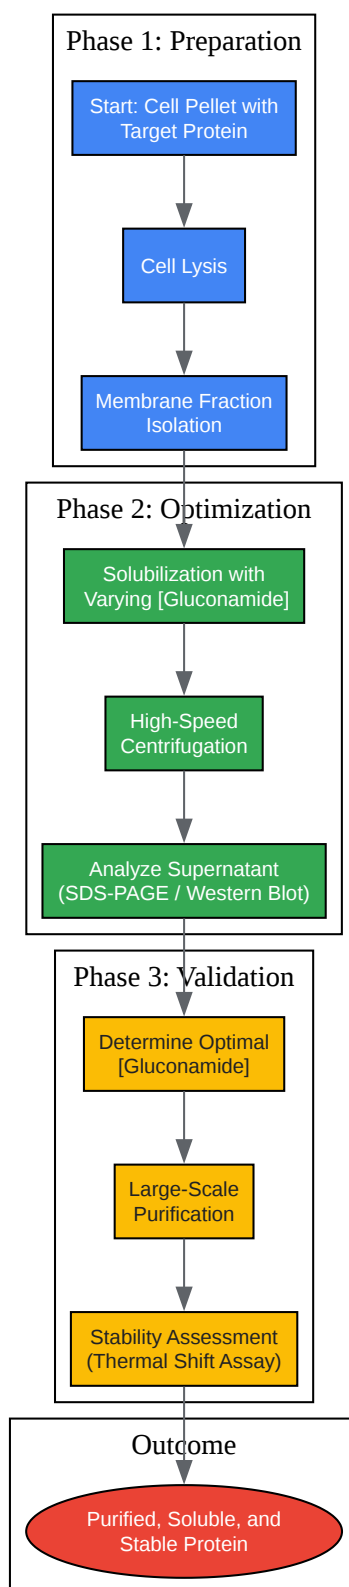 Phase 1: Preparation
Start: Cell Pellet with
Target Protein
Cell Lysis
Membrane Fraction
Isolation
Phase 2: Optimization
Solubilization with
Varying [Gluconamide]
High-Speed
Centrifugation
Analyze Supernatant
(SDS-PAGE / Western Blot)
Phase 3: Validation
Determine Optimal
[Gluconamide]
Large-Scale
Purification
Stability Assessment
(Thermal Shift Assay)
Outcome
Purified, Soluble, and
Stable Protein